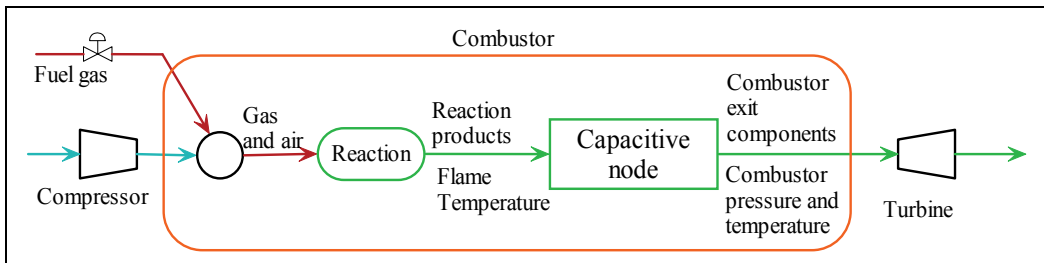 Combustor
Fuel gas
Compressor
Gas
and air
Reaction
Reaction
products
Flame
Temperature
Capacitive
node
Combustor
exit
components
Combustor
pressure and
temperature
Turbine